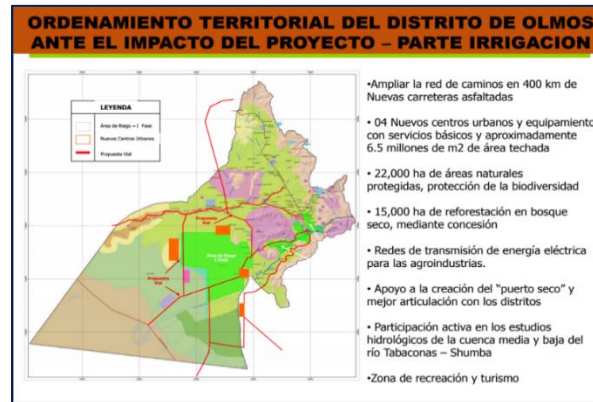 ORDENAMIENTO TERRITORIAL DEL DISTRITO DE OLMOS
ANTE EL IMPACTO DEL PROYECTO – PARTE IRRIGACION
LEYENDA
Área de Riego – I Fase
Nuevos Centros Urbanos
Propuesta Vial
Propuesta
Vial
Propuesta
Vial
•Ampliar la red de caminos en 400 km de
Nuevas carreteras asfaltadas
• 04 Nuevos centros urbanos y equipamiento
con servicios básicos y aproximadamente
6.5 millones de m2 de área techada
• 22,000 ha de áreas naturales
protegidas, protección de la biodiversidad
• 15,000 ha de reforestación en bosque
seco, mediante concesión
• Redes de transmisión de energía eléctrica
para las agroindustrias.
• Apoyo a la creación del “puerto seco” y
mejor articulación con los distritos
• Participación activa en los estudios
hidrológicos de la cuenca media y baja del
río Tabaconas – Shumba
•Zona de recreación y turismo